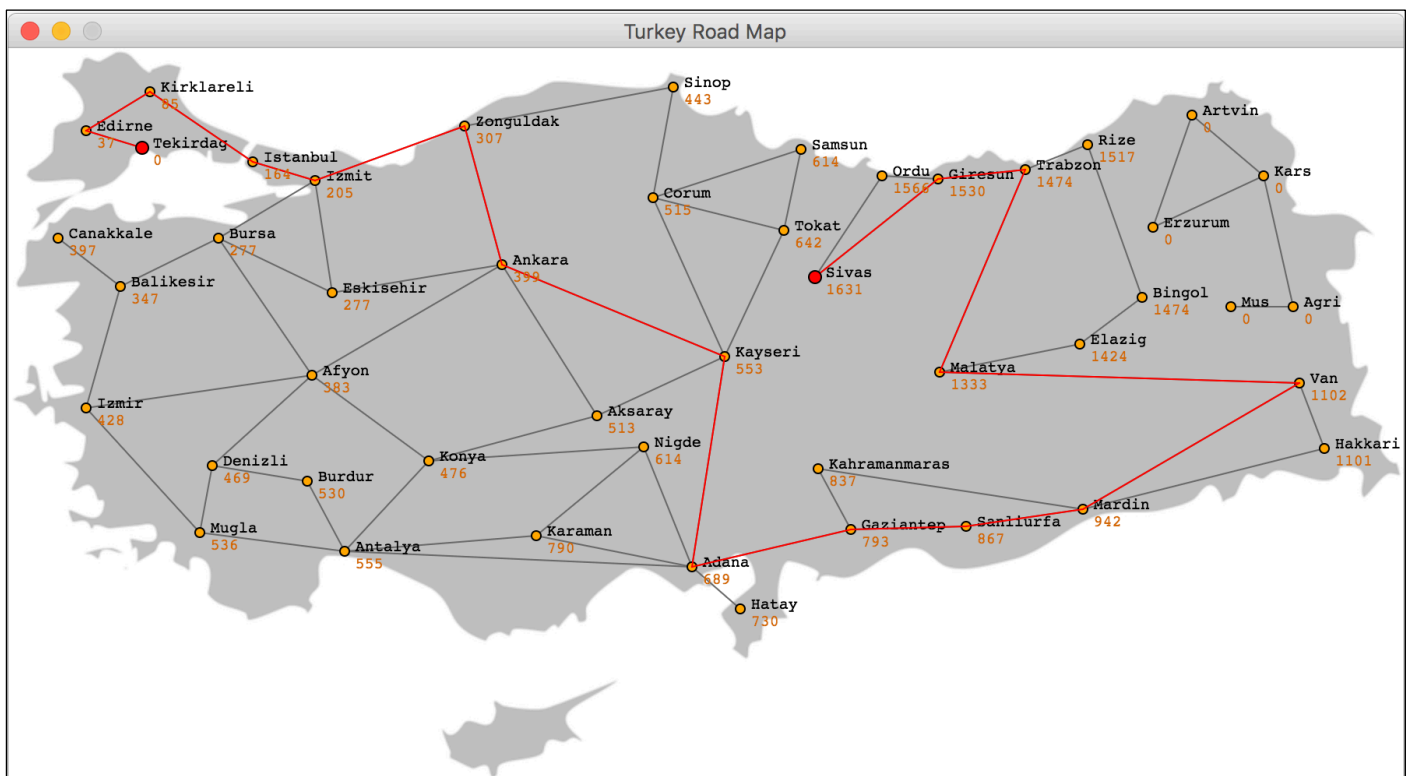 Turkey Road Map
Kirklareli
85
Edirne
37
Tekirdag
0
Istanbul
164
Izmit
205
Zonguldak
307
Sinop
443
Samsun
614
Corum
515
Tokat
642
Ordu
1566
Giresun
1530
Trabzon
1474
Rize
1517
Artvin
0
Kars
0
Erzurum
0
Canakkale
397
Bursa
277
Balikesir
347
Eskisehir
277
Ankara
399
Sivas
1631
Bingol
1474
Mus
0
Agri
0
Elazig
1424
Kayseri
553
Malatya
1333
Van
1102
Afyon
383
Izmir
428
Aksaray
513
Nigde
614
Konya
476
Denizli
469
Burdur
530
Kahramanmaras
837
Hakkari
1101
Mugla
536
Antalya
555
Karaman
790
Gaziantep
793
Sanliurfa
867
Mardin
942
Adana
689
Hatay
730